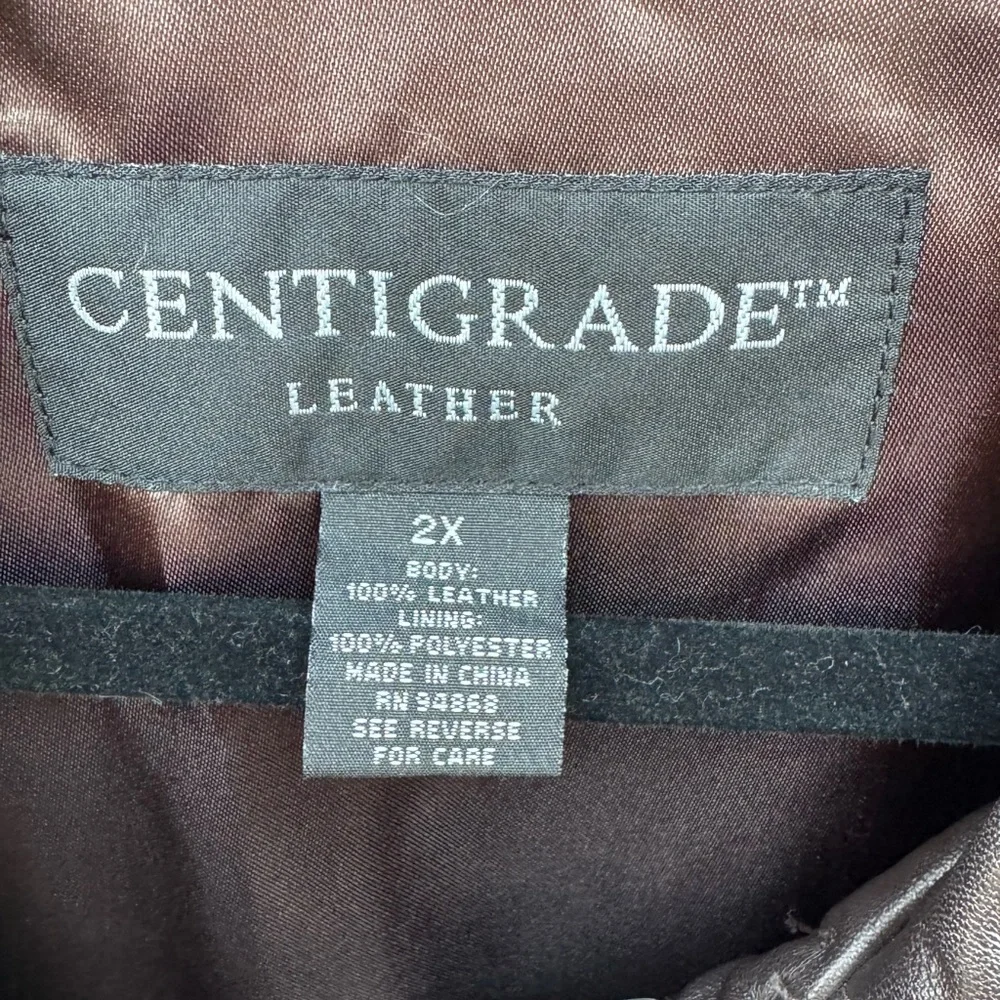 CENTIGRADE™
LEATHER
2X
BODY:
100% LEATHER
LINING:
100% POLYESTER
MADE IN CHINA
RN 94868
SEE REVERSE
FOR CARE